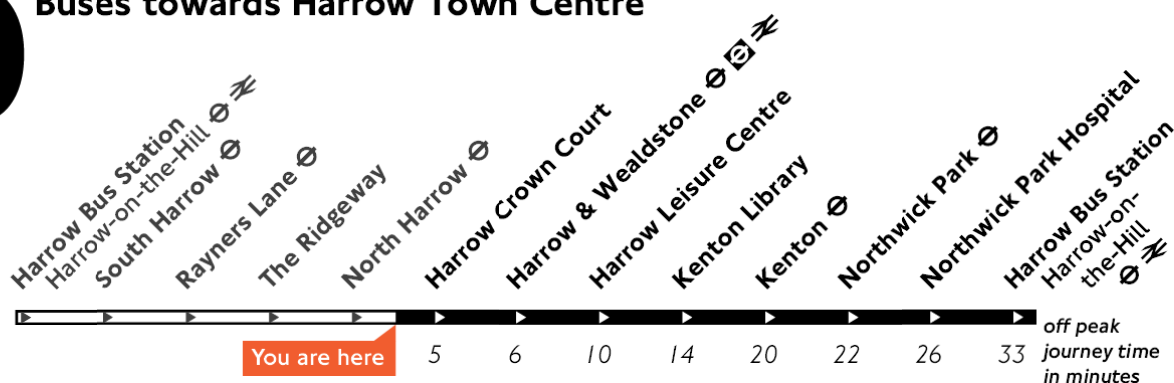 Buses towards Harrow Town Centre
Harrow Bus Station
Harrow-on-the-Hill
South Harrow
Rayners Lane
The Ridgeway
North Harrow
Harrow Crown Court
Harrow & Wealdstone
Harrow Leisure Centre
Kenton Library
Kenton
Northwick Park
Northwick Park Hospital
Harrow Bus Station
Harrow-on-
the-Hill
You are here
5 6 10 14 20 22 26 33
off peak
journey time
in minutes